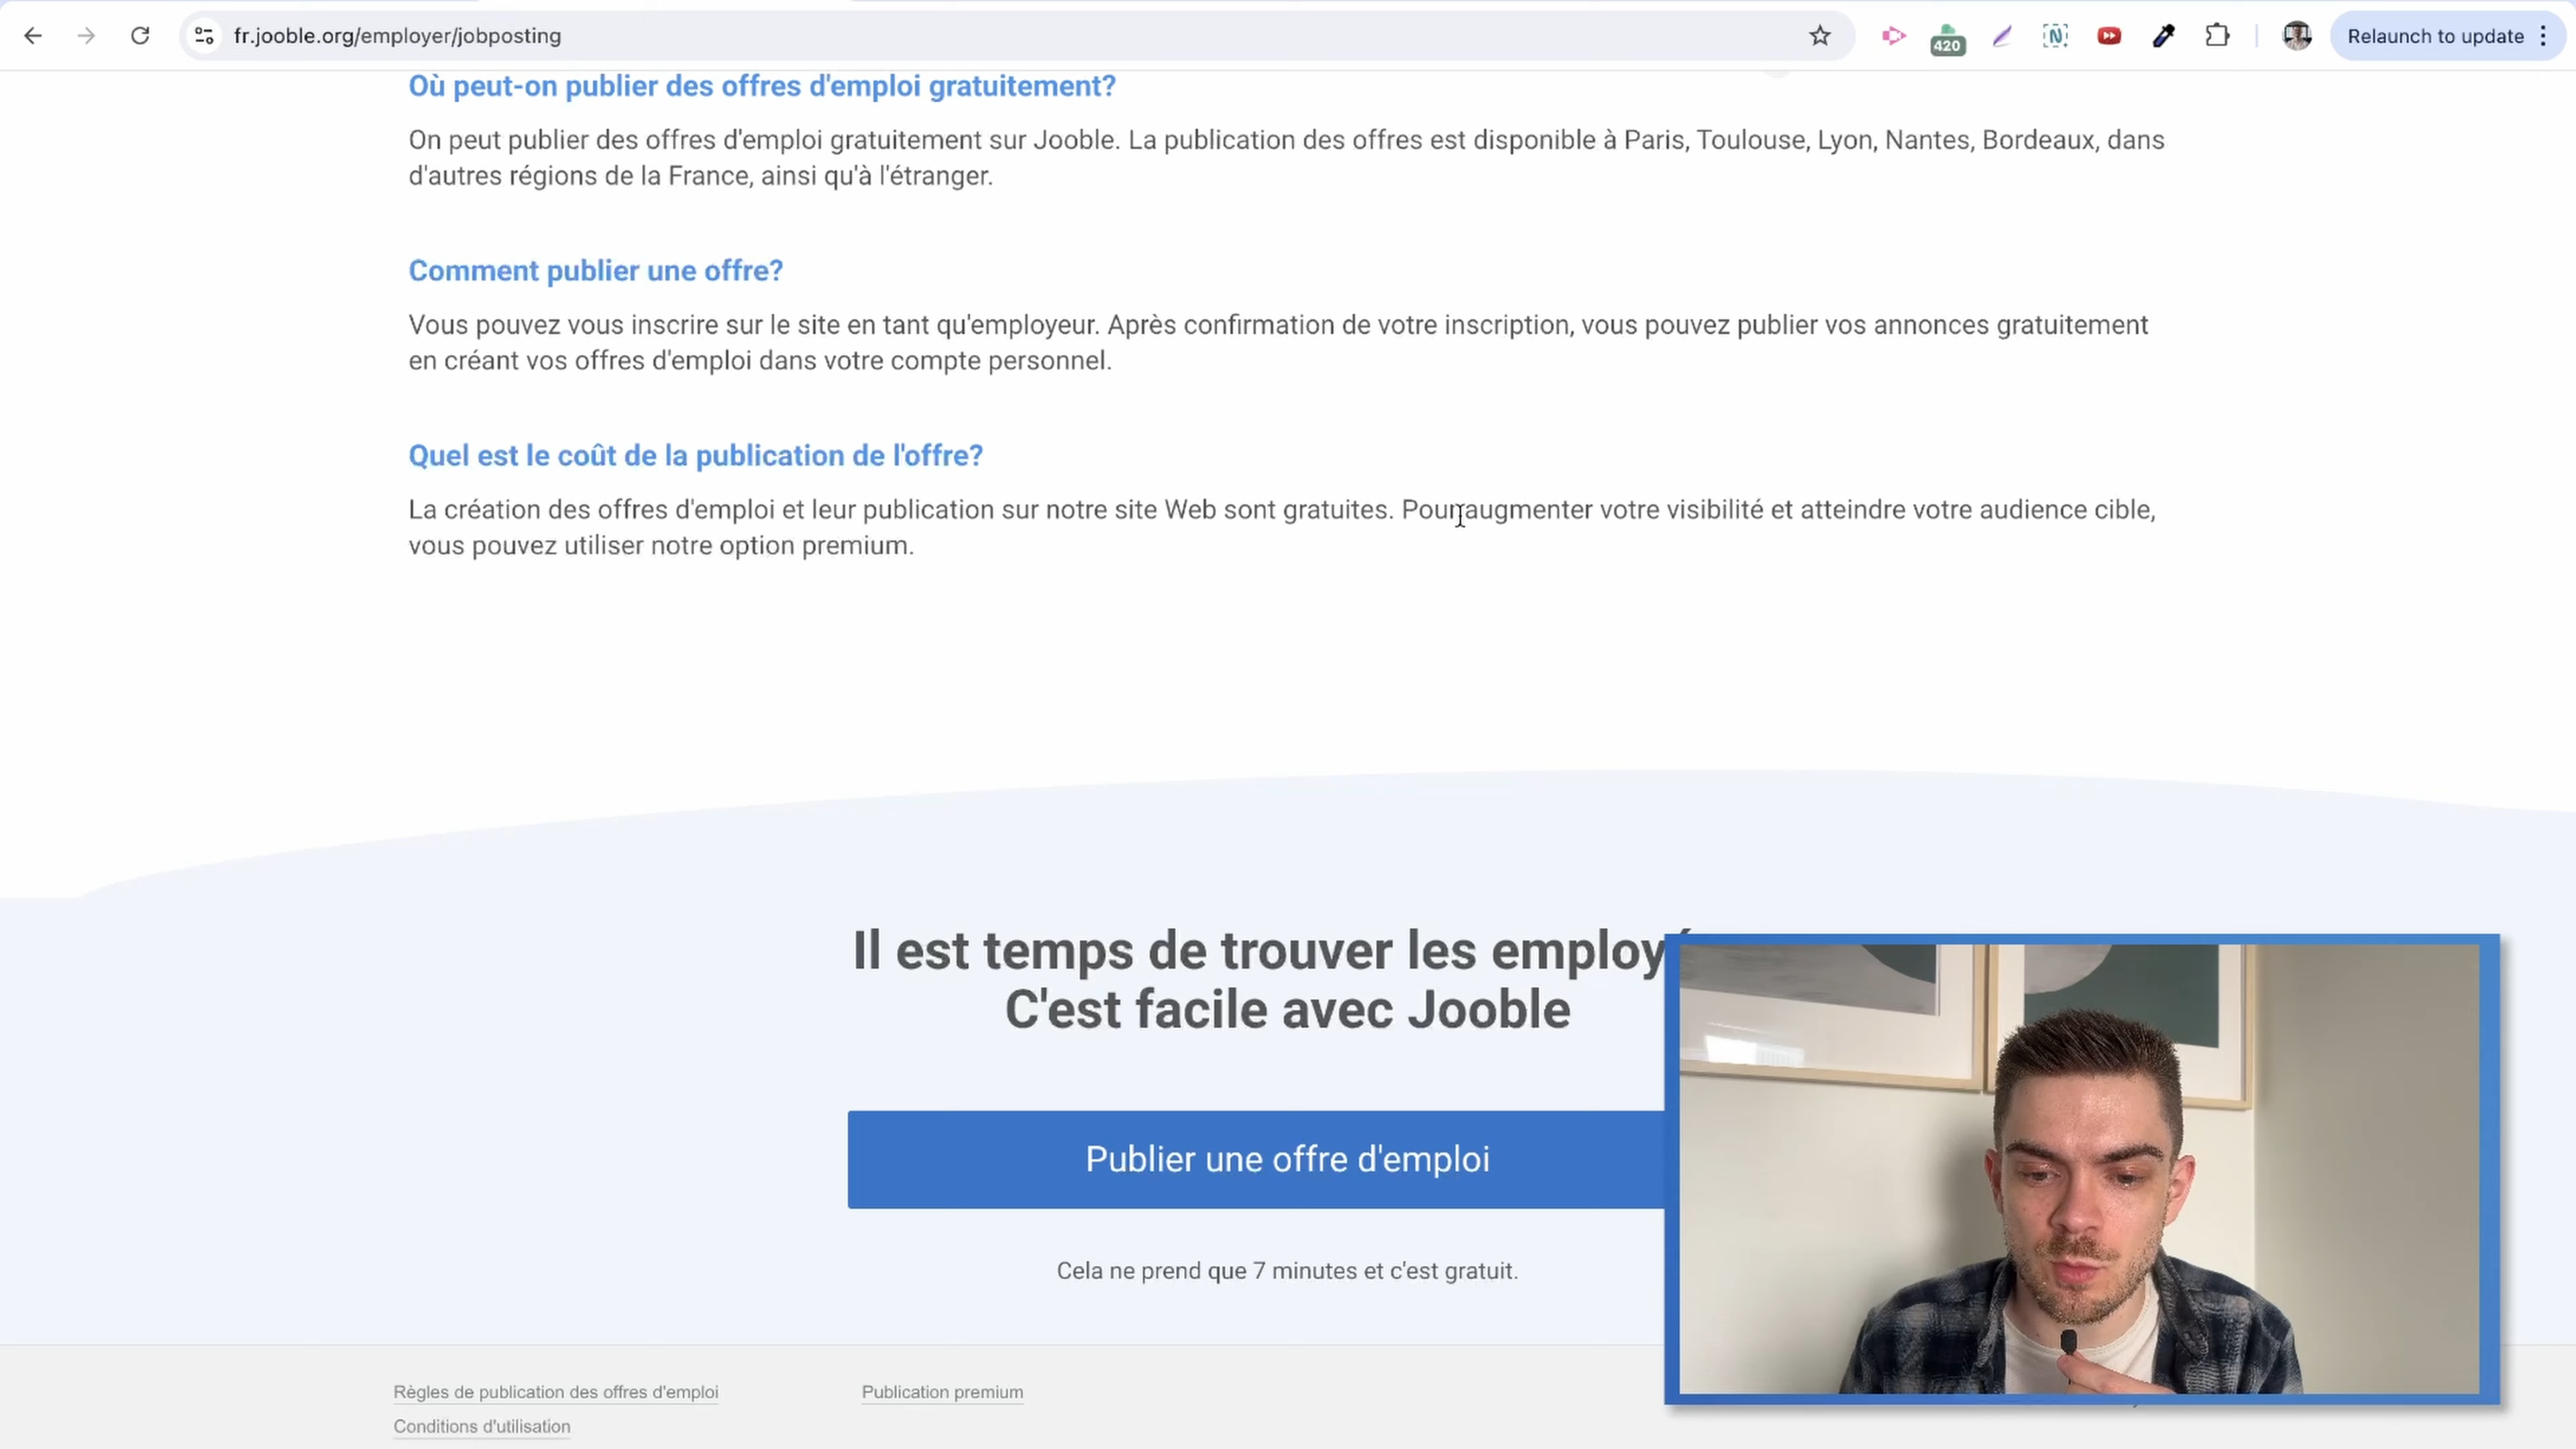 fr.jooble.org/employer/jobposting
420
Relaunch to update
Où peut-on publier des offres d'emploi gratuitement?
On peut publier des offres d'emploi gratuitement sur Jooble. La publication des offres est disponible à Paris, Toulouse, Lyon, Nantes, Bordeaux, dans
d'autres régions de la France, ainsi qu'à l'étranger.
Comment publier une offre?
Vous pouvez vous inscrire sur le site en tant qu'employeur. Après confirmation de votre inscription, vous pouvez publier vos annonces gratuitement
en créant vos offres d'emploi dans votre compte personnel.
Quel est le coût de la publication de l'offre?
La création des offres d'emploi et leur publication sur notre site Web sont gratuites. Pour augmenter votre visibilité et atteindre votre audience cible,
vous pouvez utiliser notre option premium.
Il est temps de trouver les employé
C'est facile avec Jooble
Publier une offre d'emploi
Cela ne prend que 7 minutes et c'est gratuit.
Règles de publication des offres d'emploi
Publication premium
Conditions d'utilisation